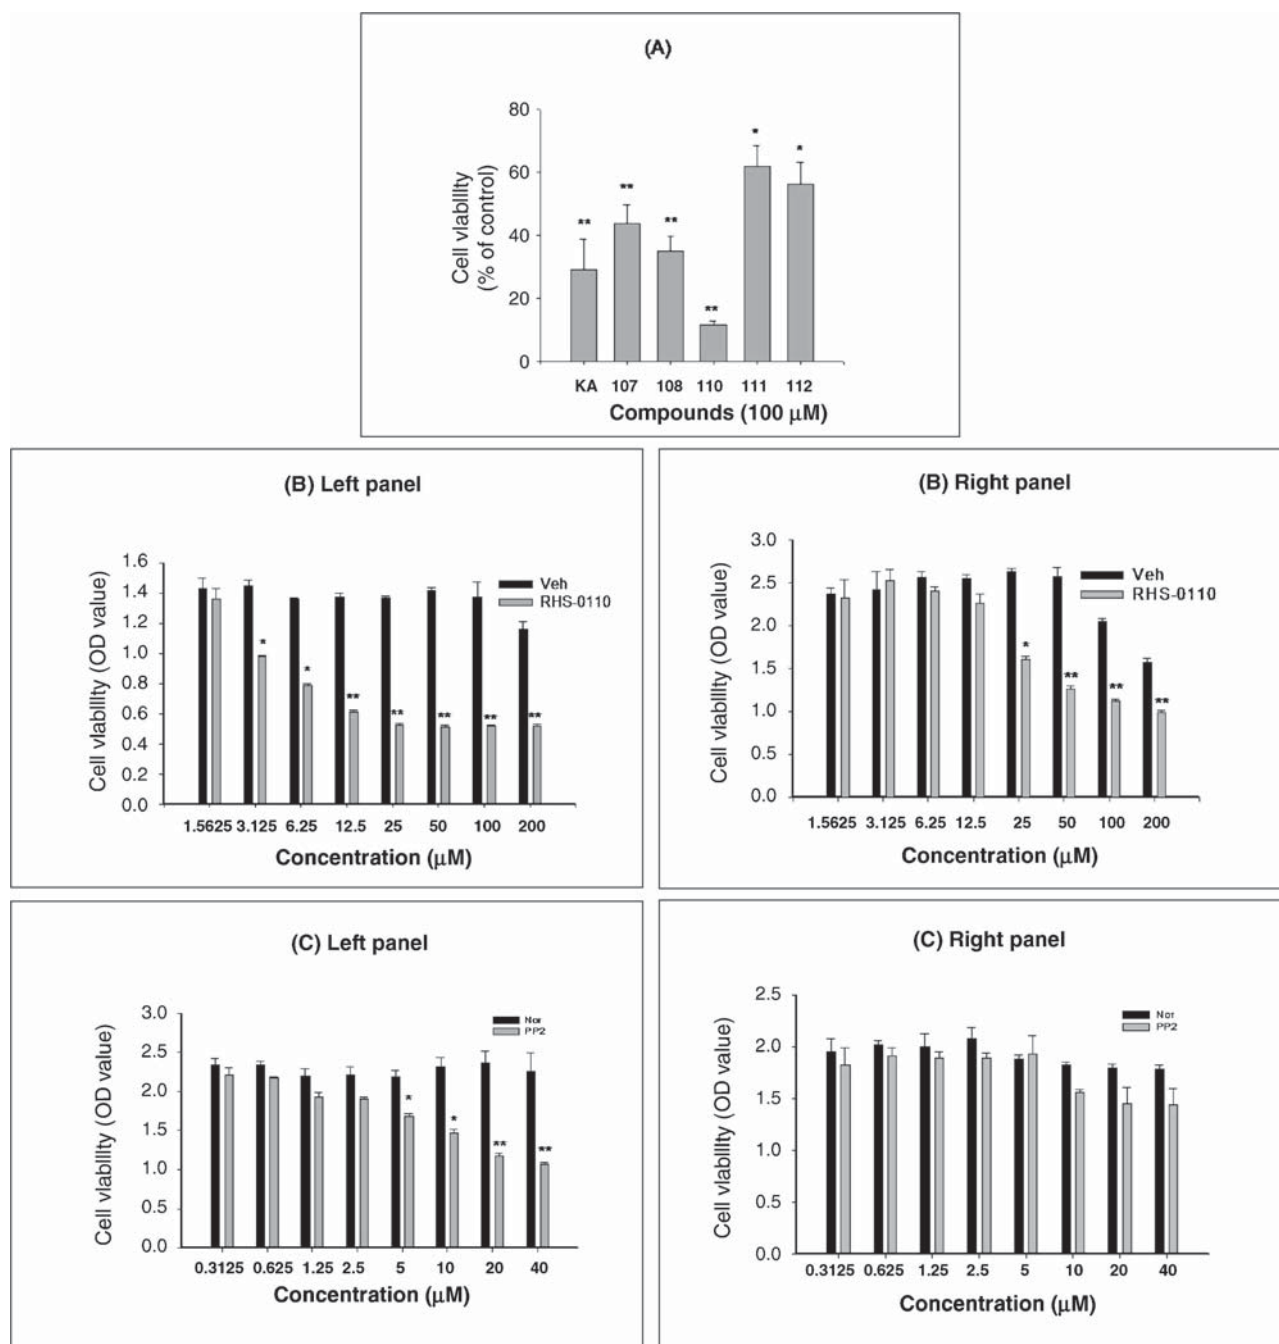 (A)
80
60
40
20
0
Cell viability
(% of control)
**
**
**
**
*
*
KA 107 108 110 111 112
Compounds (100 μM)
(B) Left panel
1.6
1.4
1.2
1.0
0.8
0.6
0.4
0.2
0.0
Cell viability (OD value)
Veh
RHS-0110
*
*
**
**
**
**
**
1.5625 3.125 6.25 12.5 25 50 100 200
Concentration (μM)
(B) Right panel
3.0
2.5
2.0
1.5
1.0
0.5
0.0
Cell viability (OD value)
Veh
RHS-0110
*
**
**
**
1.5625 3.125 6.25 12.5 25 50 100 200
Concentration (μM)
(C) Left panel
3.0
2.5
2.0
1.5
1.0
0.5
0.0
Cell viability (OD value)
Nor
PP2
*
*
**
**
0.3125 0.625 1.25 2.5 5 10 20 40
Concentration (μM)
(C) Right panel
2.5
2.0
1.5
1.0
0.5
0.0
Cell viability (OD value)
Nor
PP2
0.3125 0.625 1.25 2.5 5 10 20 40
Concentration (μM)